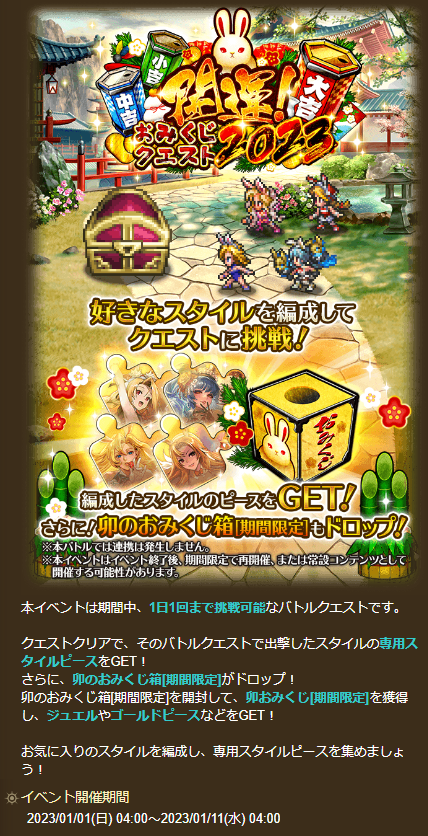 小吉
中吉
大吉
開運!
おみくじ
クエスト2023
好きなスタイルを編成して
クエストに挑戦!
おみくじ
編成したスタイルのピースをGET!
さらに!卯のおみくじ箱[期間限定]もドロップ!
※本バトルでは連携は発生しません。
※本イベントはイベント終了後、期間限定で再開催、または常設コンテンツとして
開催する可能性があります。
本イベントは期間中、1日1回まで挑戦可能なバトルクエストです。
クエストクリアで、そのバトルクエストで出撃したスタイルの専用ス
タイルピースをGET！
さらに、卯のおみくじ箱[期間限定]がドロップ！
卯のおみくじ箱[期間限定]を開封して、卯おみくじ[期間限定]を獲得
し、ジュエルやゴールドピースなどをGET！
お気に入りのスタイルを編成し、専用スタイルピースを集めましょ
う！
イベント開催期間
2023/01/01(日) 04:00～2023/01/11(水) 04:00